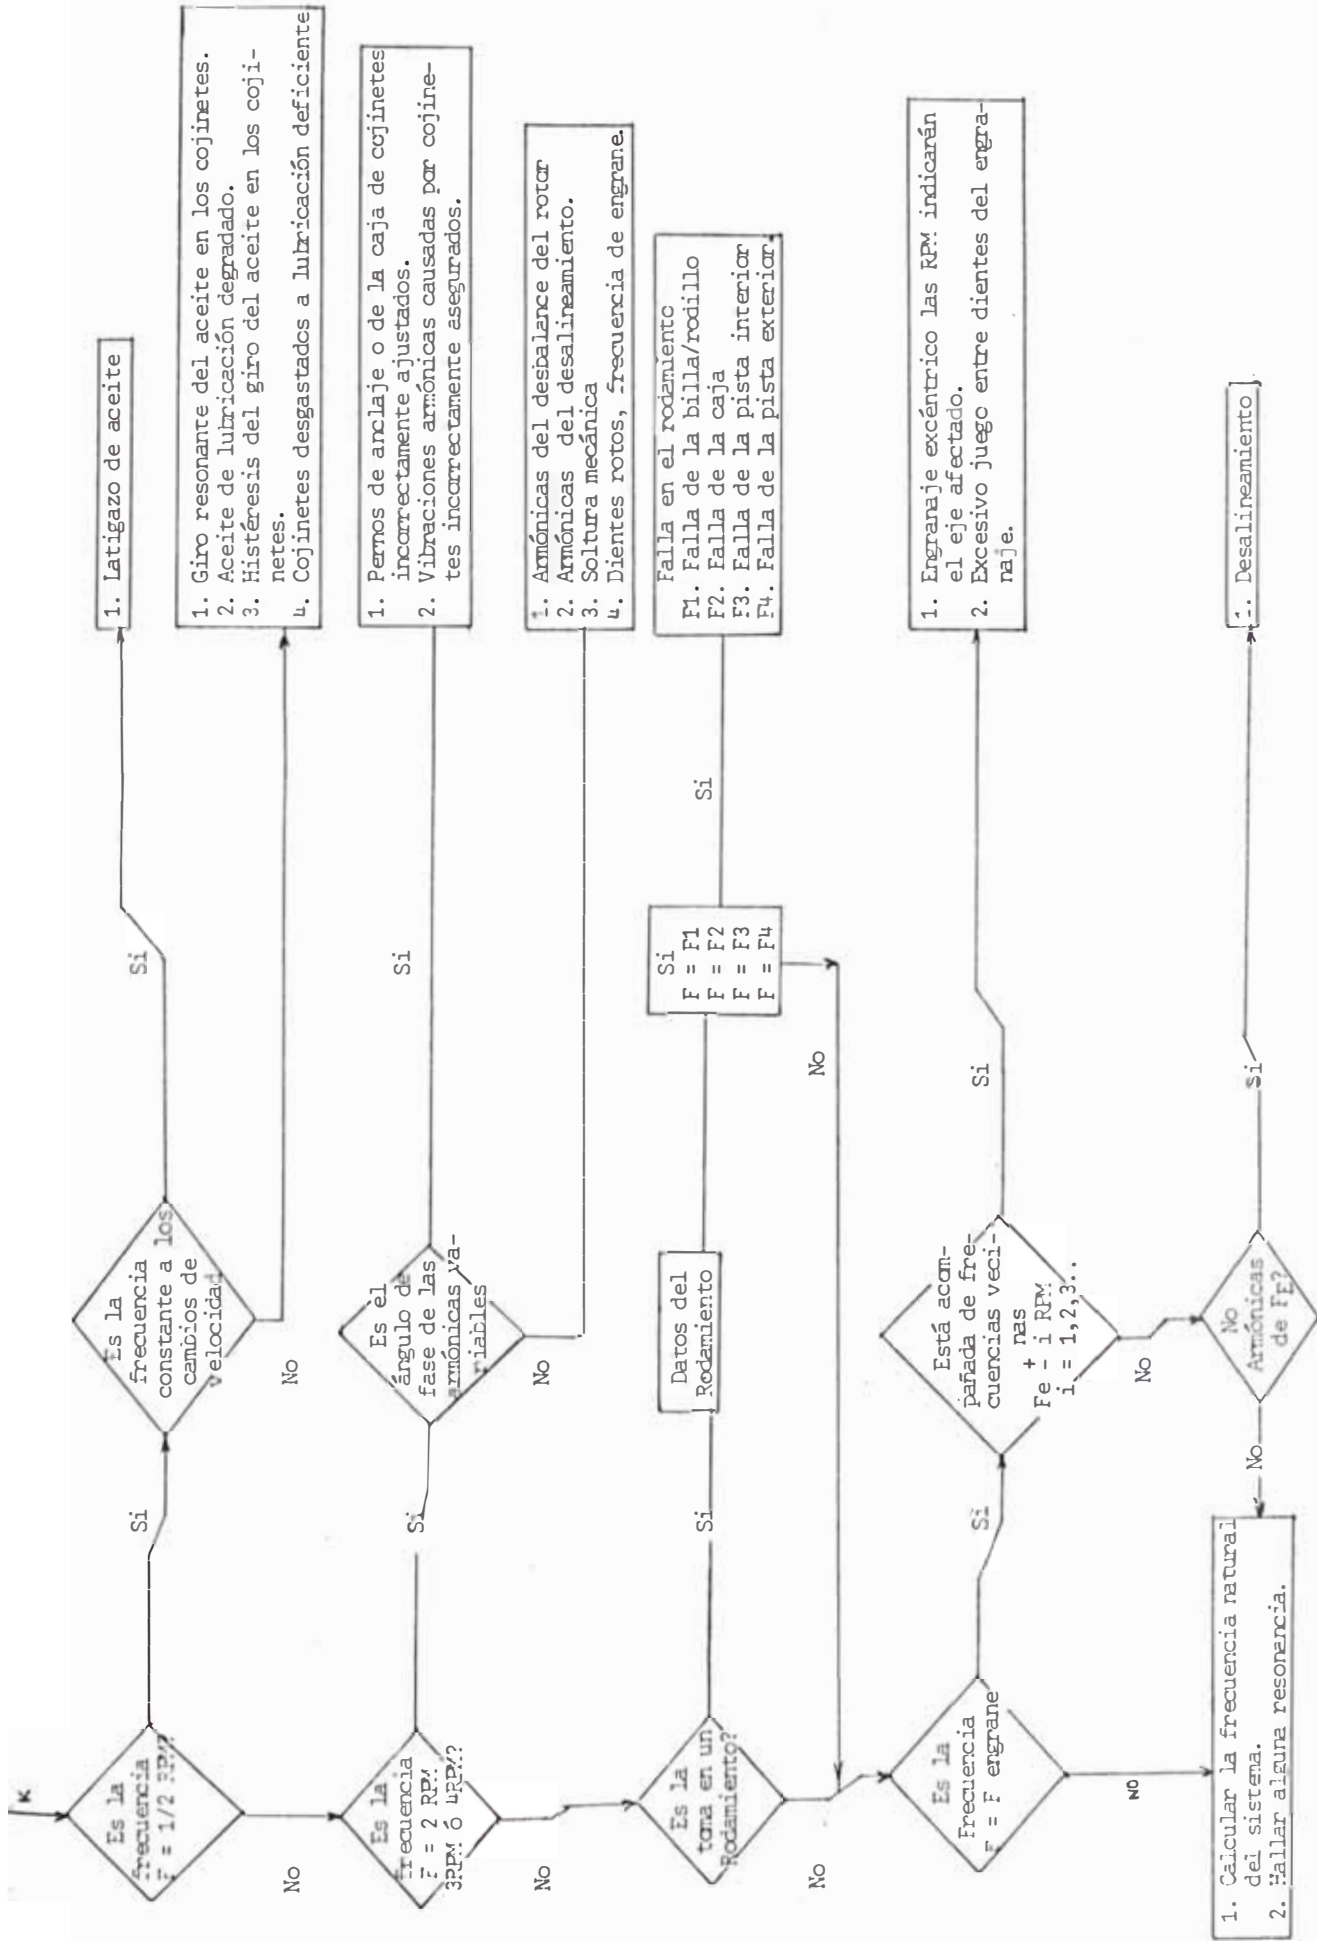 K
Es la
frecuencia
F = 1/2 RPM?
Si
No
Es la
frecuencia
constante a los
cambios de
velocidad
Si
No
1. Latigazo de aceite
1. Giro resonante del aceite en los cojinetes.
2. Aceite de lubricación degradado.
3. Histéresis del giro del aceite en los coji-
netes.
4. Cojinetes desgastados a lubricación deficiente
Es la
frecuencia
F = 2 RPM
3RPM ó 4RPM?
Si
No
Es el
ángulo de
fase de las
armónicas va-
riables
Si
No
1. Pernos de anclaje o de la caja de cojinetes
incorrectamente ajustados.
2. Vibraciones armónicas causadas por cojine-
tes incorrectamente asegurados.
1. Armónicas del desbalance del rotor
2. Armónicas del desalineamiento.
3. Soltura mecánica
4. Dientes rotos, frecuencia de engrane.
Es la
toma en un
Rodamiento?
Si
No
Datos del
Rodamiento
Si
F = F1
F = F2
F = F3
F = F4
Si
No
Falla en el rodamiento
F1. Falla de la billa/rodillo
F2. Falla de la caja
F3. Falla de la pista interior
F4. Falla de la pista exterior
Es la
Frecuencia
F = F engrane
Si
NO
Está acom-
pañada de fre-
cuencias veci-
nas
Fe ± i RPM
i = 1,2,3...
Si
No
1. Engranaje excéntrico las RPM indicarán
el eje afectado.
2. Excesivo juego entre dientes del engra-
naje.
No
Armónicas
de FE?
Si
No
1. Desalineamiento
1. Calcular la frecuencia natural
del sistema.
2. Hallar alguna resonancia.